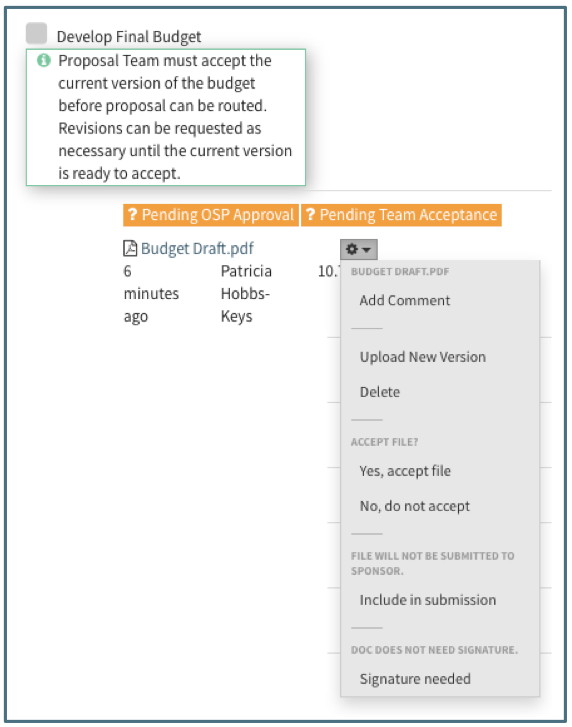 Develop Final Budget
Proposal Team must accept the
current version of the budget
before proposal can be routed.
Revisions can be requested as
necessary until the current version
is ready to accept.
? Pending OSP Approval ? Pending Team Acceptance
Budget Draft.pdf
6 Patricia 10.
minutes Hobbs-
ago Keys
BUDGET DRAFT.PDF
Add Comment
Upload New Version
Delete
ACCEPT FILE?
Yes, accept file
No, do not accept
FILE WILL NOT BE SUBMITTED TO
SPONSOR.
Include in submission
DOC DOES NOT NEED SIGNATURE.
Signature needed